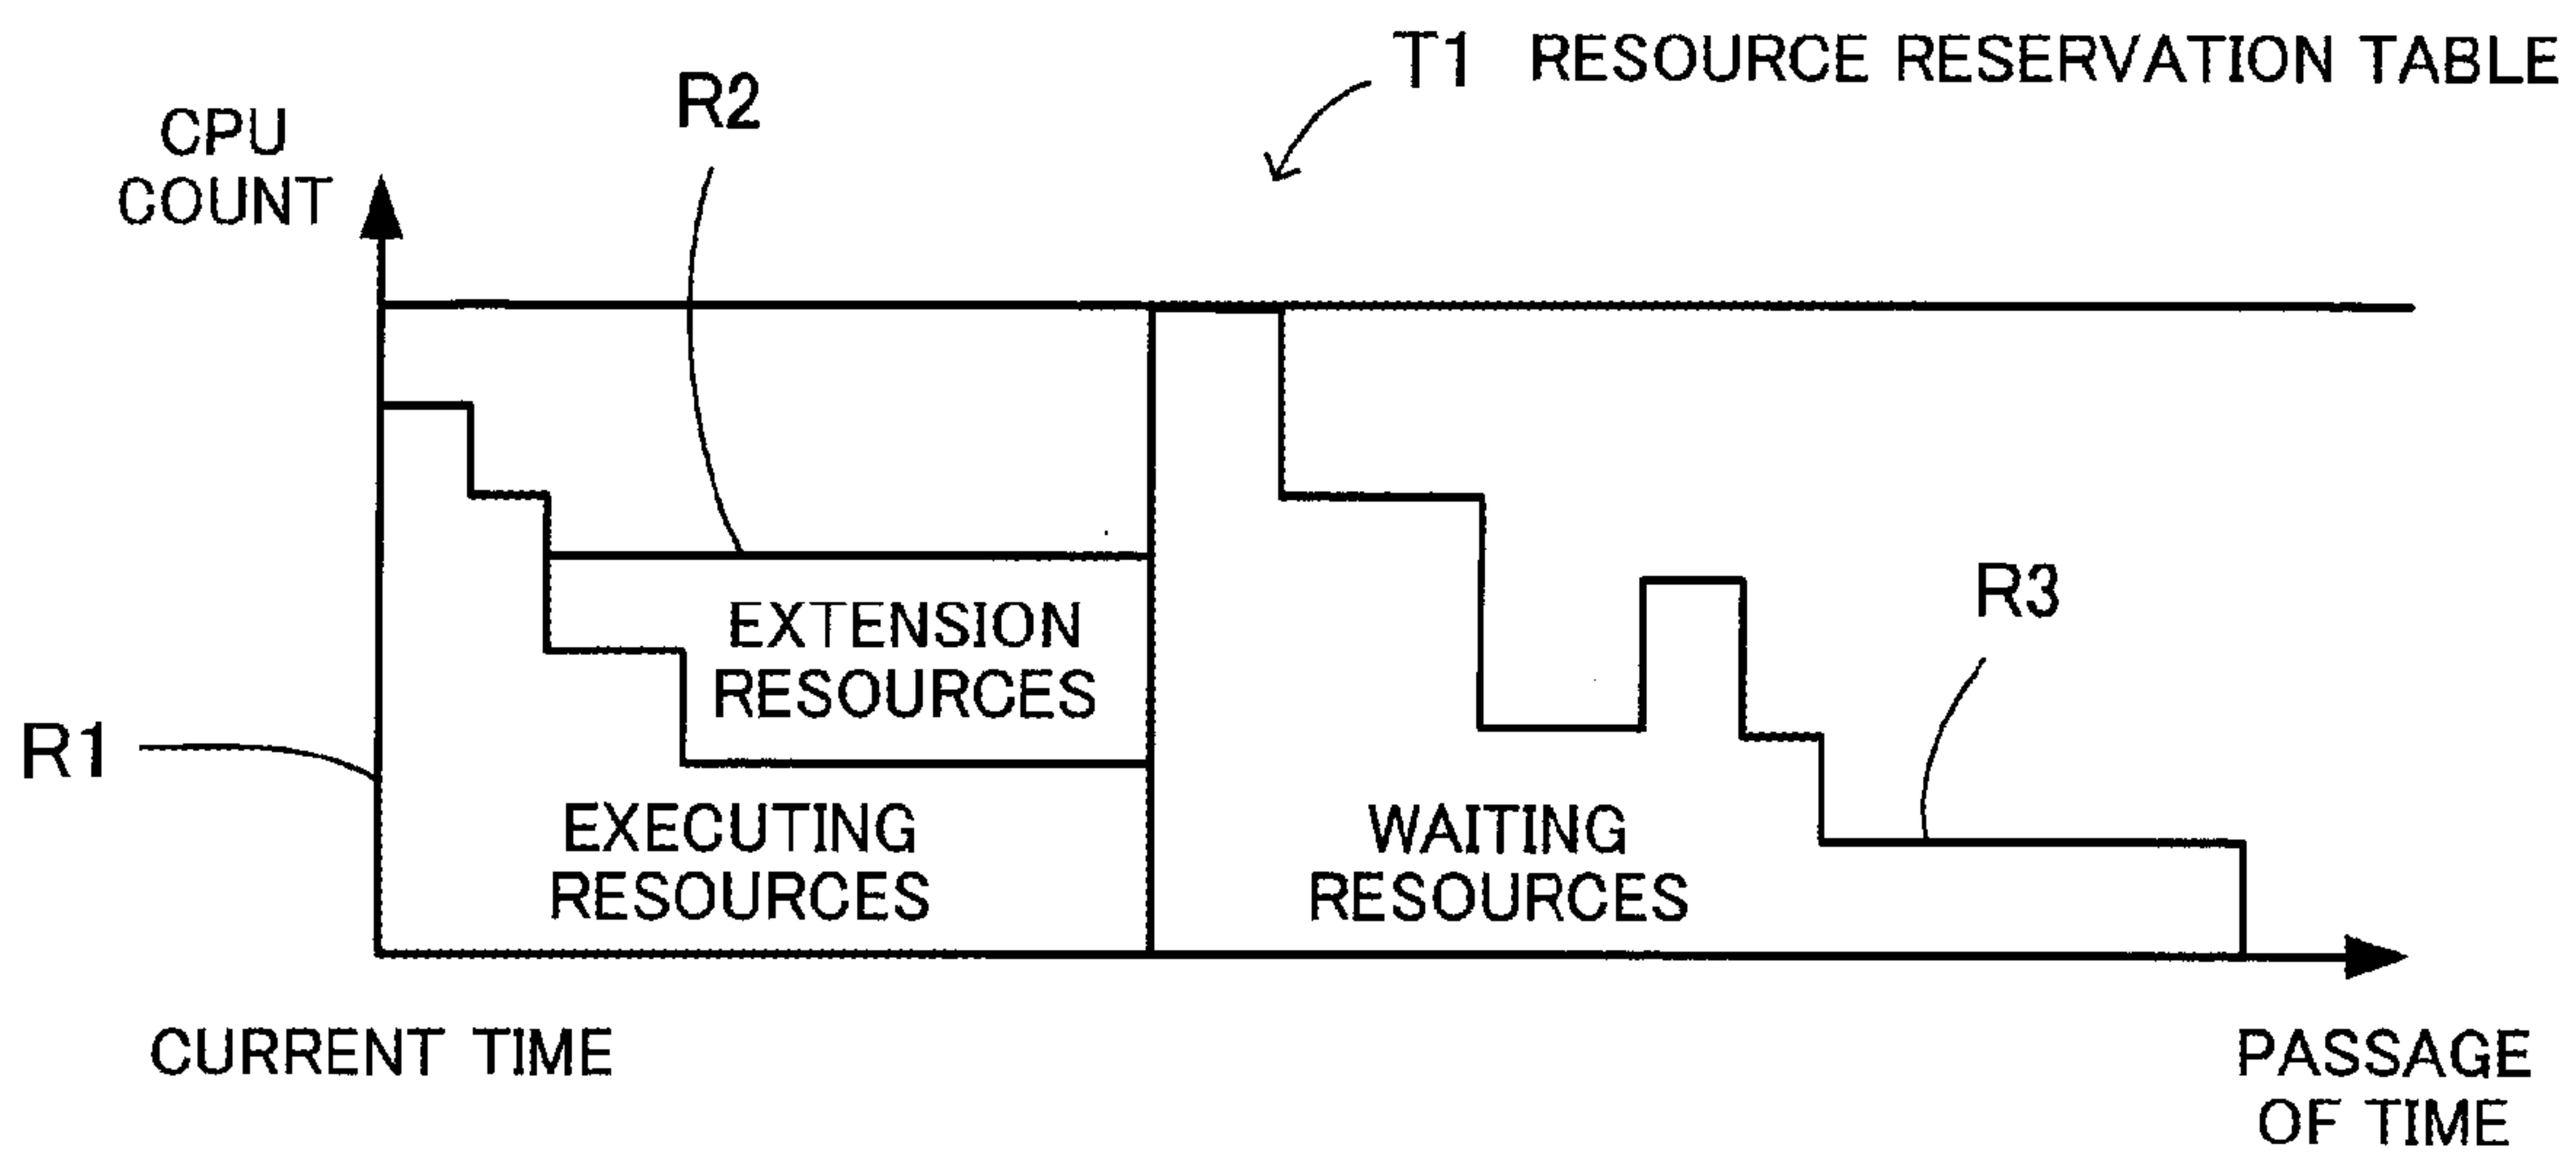 T1 RESOURCE RESERVATION TABLE
R2
CPU
COUNT
R3
EXTENSION
RESOURCES
R1
EXECUTING
RESOURCES
WAITING
RESOURCES
CURRENT TIME
PASSAGE
OF TIME